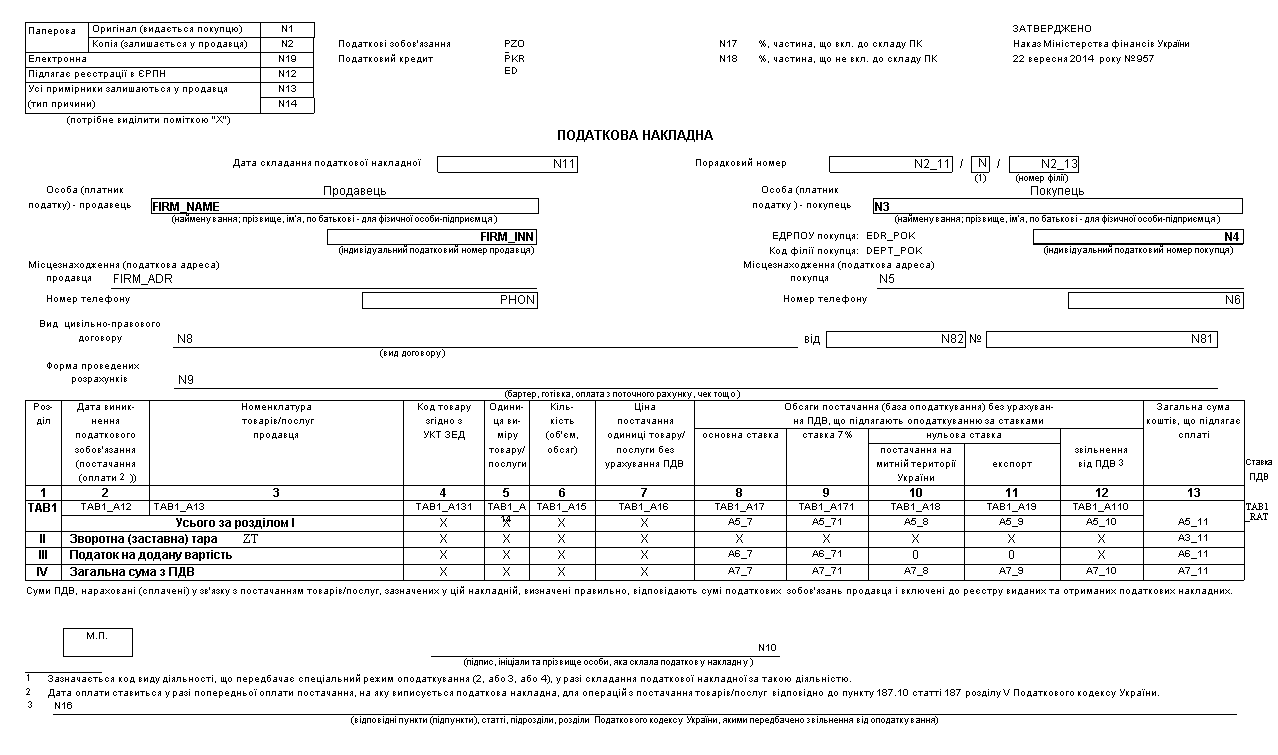 Паперова Оригінал (видається покупцю) N1
Копія (залишається у продавця) N2
Електронна N19
Підлягає реєстрації в ЄРПН N12
Усі примірники залишаються у продавця N13
(тип причини) N14
(потрібне виділити поміткою "X")
Податкові зобов'язання PZO
Податковий кредит PKR
ED
N17 %, частина, що вкл. до складу ПК
N18 %, частина, що не вкл. до складу ПК
ЗАТВЕРДЖЕНО
Наказ Міністерства фінансів України
22 вересня 2014 року №957
ПОДАТКОВА НАКЛАДНА
Дата складання податкової накладної N11 Порядковий номер N2_11 / N / N2_13
(1) (номер філії)
Особа (платник Продавець Особа (платник Покупець
податку) - продавець FIRM_NAME податку ) - покупець N3
(найменування; прізвище, ім'я, по батькові - для фізичної особи-підприємця ) (найменування; прізвище, ім'я, по батькові - для фізичної особи-підприємця )
FIRM_INN ЕДРПОУ покупця: EDR_POK N4
(індивідуальний податковий номер продавця) Код філії покупця: DEPT_POK (індивідуальний податковий номер покупця)
Місцезнаходження (податкова адреса) Місцезнаходження (податкова адреса)
продавця FIRM_ADR покупця N5
Номер телефону PHON Номер телефону N6
Вид цивільно-правового
договору N8 від N82 № N81
(вид договору)
Форма проведених
розрахунків N9
(бартер, готівка, оплата з поточного рахунку, чек тощо)
Роз-
діл
Дата виник-
нення
податкового
зобов'язання
(постачання
(оплати 2 ))
Номенклатура
товарів/послуг
продавця
Код товару
згідно з
УКТ ЗЕД
Одини-
ця ви-
міру
товару/
послуги
Кіль-
кість
(об'єм,
обсяг)
Ціна
постачання
одиниці товару/
послуги без
урахування ПДВ
Обсяги постачання (база оподаткування) без урахуван-
ня ПДВ, що підлягають оподаткуванню за ставками
основна ставка
ставка 7%
нульова ставка
постачання на
митній території
України
експорт
звільнення
від ПДВ 3
Загальна сума
коштів, що підлягає
сплаті
Ставка
ПДВ
1 2 3 4 5 6 7 8 9 10 11 12 13
TAB1 TAB1_A12 TAB1_A13 TAB1_A131 TAB1_A14 TAB1_A15 TAB1_A16 TAB1_A17 TAB1_A171 TAB1_A18 TAB1_A19 TAB1_A110 TAB1_RAT
Усього за розділом I X X X X A5_7 A5_71 A5_8 A5_9 A5_10 A5_11
II Зворотна (заставна) тара ZT X X X X X X X X X A3_11
III Податок на додану вартість X X X X A6_7 A6_71 0 0 X A6_11
IV Загальна сума з ПДВ X X X X A7_7 A7_71 A7_8 A7_9 A7_10 A7_11
Суми ПДВ, нараховані (сплачені) у зв'язку з постачанням товарів/послуг, зазначених у цій накладній, визначені правильно, відповідають сумі податкових зобов'язань продавця і включені до реєстру виданих та отриманих податкових накладних.
М.П.
N10
(підпис, ініціали та прізвище особи, яка склала податкову накладну )
1 Зазначається код виду діяльності, що передбачає спеціальний режим оподаткування (2, або 3, або 4), у разі складання податкової накладної за такою діяльністю.
2 Дата оплати ставиться у разі попередньої оплати постачання, на яку виписується податкова накладна, для операцій з постачання товарів/послуг відповідно до пункту 187.10 статті 187 розділу V Податкового кодексу України.
3 N16
(відповідні пункти (підпункти), статті, підрозділи, розділи Податкового кодексу України, якими передбачено звільнення від оподаткування)